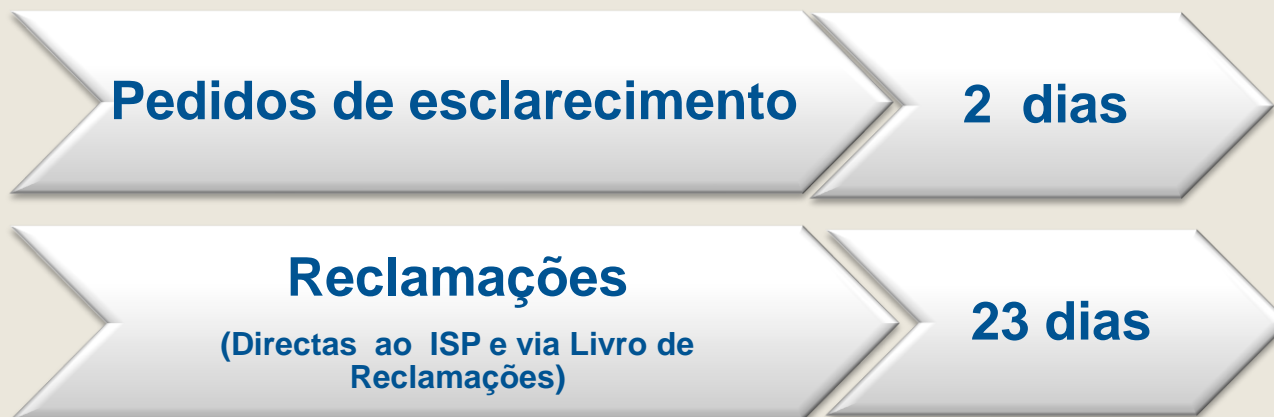 Pedidos de esclarecimento
2 dias
Reclamações
(Directas ao ISP e via Livro de
Reclamações)
23 dias